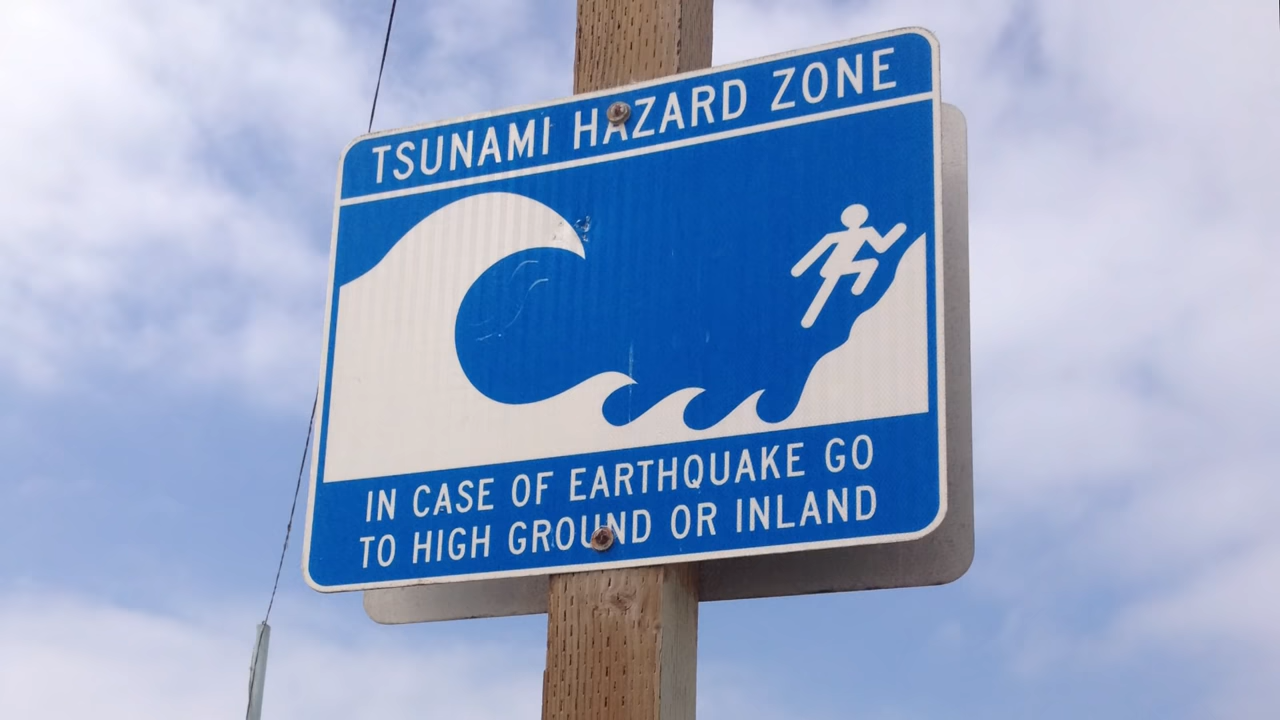 TSUNAMI HAZARD ZONE
IN CASE OF EARTHQUAKE GO
TO HIGH GROUND OR INLAND